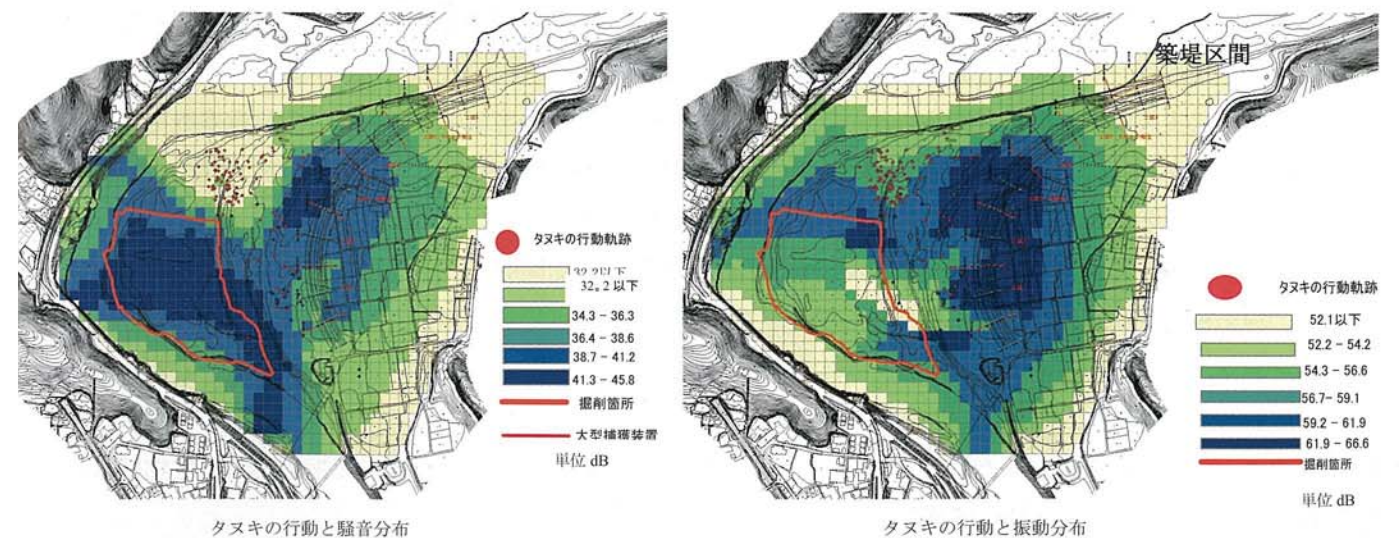 タヌキの行動軌跡
32.2以下
32。2以下
34.3 – 36.3
36.4 – 38.6
38.7 – 41.2
41.3 – 45.8
掘削箇所
大型捕獲装置
単位 dB
タヌキの行動と騒音分布
築堤区間
タヌキの行動軌跡
52.1以下
52.2 – 54.2
54.3 – 56.6
56.7 – 59.1
59.2 – 61.9
61.9 – 66.6
掘削箇所
単位 dB
タヌキの行動と振動分布